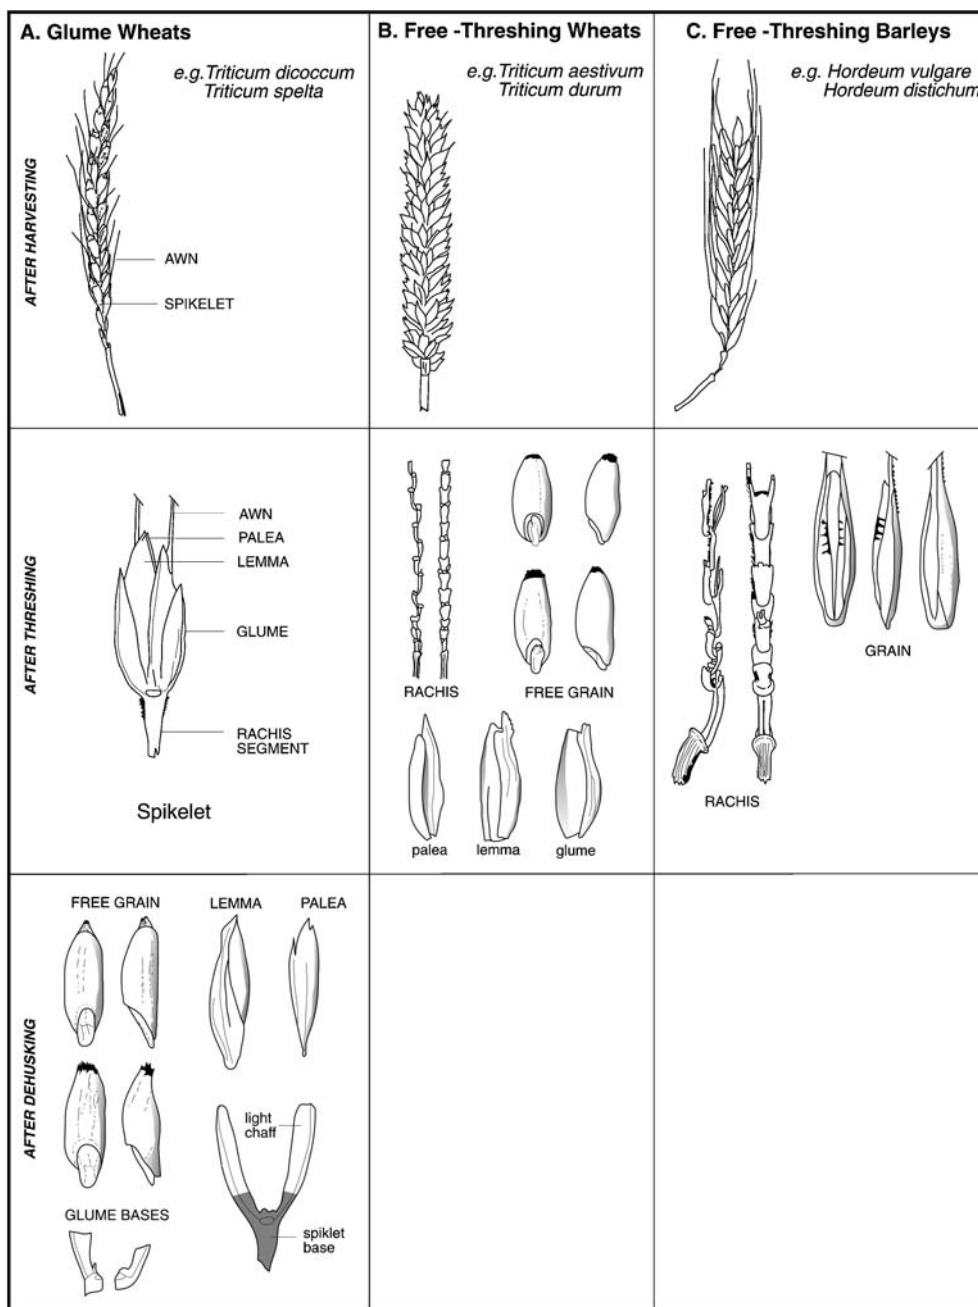 A. Glume Wheats
e.g.Triticum dicoccum
Triticum spelta
AFTER HARVESTING
AWN
SPIKELET
B. Free -Threshing Wheats
e.g.Triticum aestivum
Triticum durum
C. Free -Threshing Barleys
e.g. Hordeum vulgare
Hordeum distichum
AFTER THRESHING
AWN
PALEA
LEMMA
GLUME
RACHIS
SEGMENT
Spikelet
RACHIS
FREE GRAIN
palea
lemma
glume
GRAIN
RACHIS
AFTER DEHUSKING
FREE GRAIN
LEMMA
PALEA
light
chaff
GLUME BASES
spiklet
base